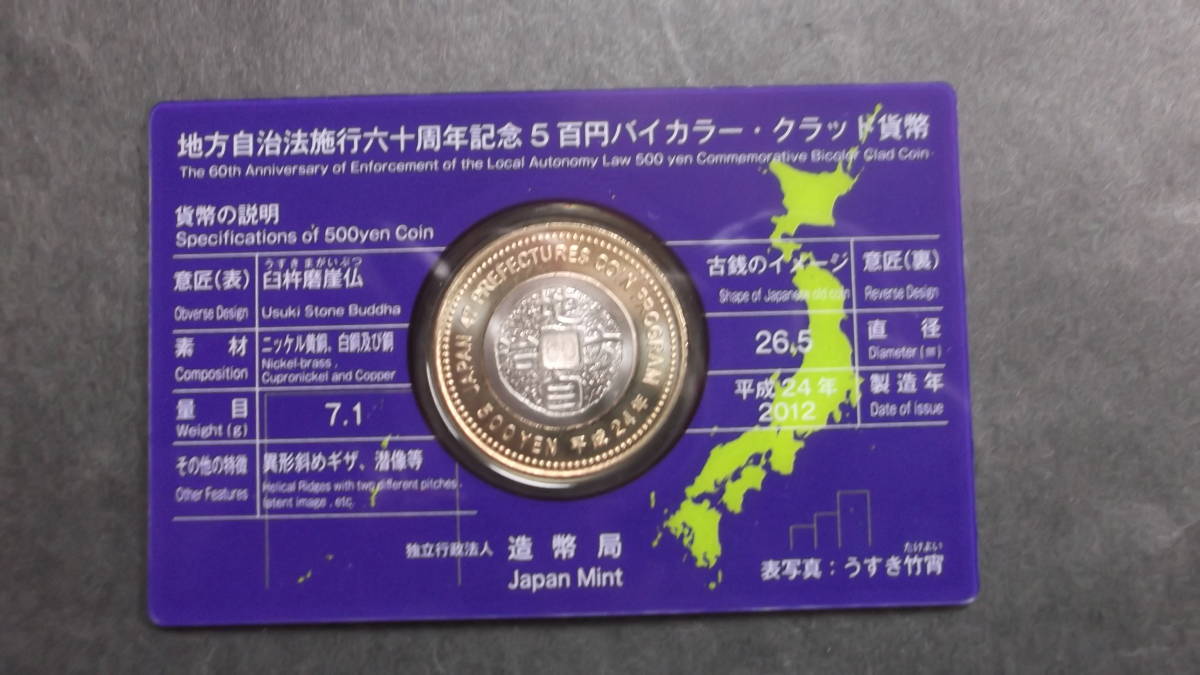 地方自治法施行六十周年記念５百円バイカラー・クラッド貨幣
The 60th Anniversary of Enforcement of the Local Autonomy Law 500 yen Commemorative Bicolor Clad Coin
貨幣の説明
Specifications of 500yen Coin
意匠(表)
Obverse Design
うすきまがいぶつ
臼杵磨崖仏
Usuki Stone Buddha
素材
Composition
ニッケル黄銅、白銅及び銅
Nickel-brass,
Cupronickel and Copper
量目
Weight (g)
7.1
その他の特徴
Other Features
異形斜めギザ、潜像等
Helical Ridges with two different pitches,
latent image, etc.
JAPAN 47 PREFECTURES COIN PROGRAM
500 YEN 平成24年
古銭のイメージ
Shape of Japanese old coin
意匠(裏)
Reverse Design
26.5
直径
Diameter (㎜)
平成24年
2012
製造年
Date of issue
独立行政法人 造幣局
Japan Mint
たけよい
表写真：うすき竹宵